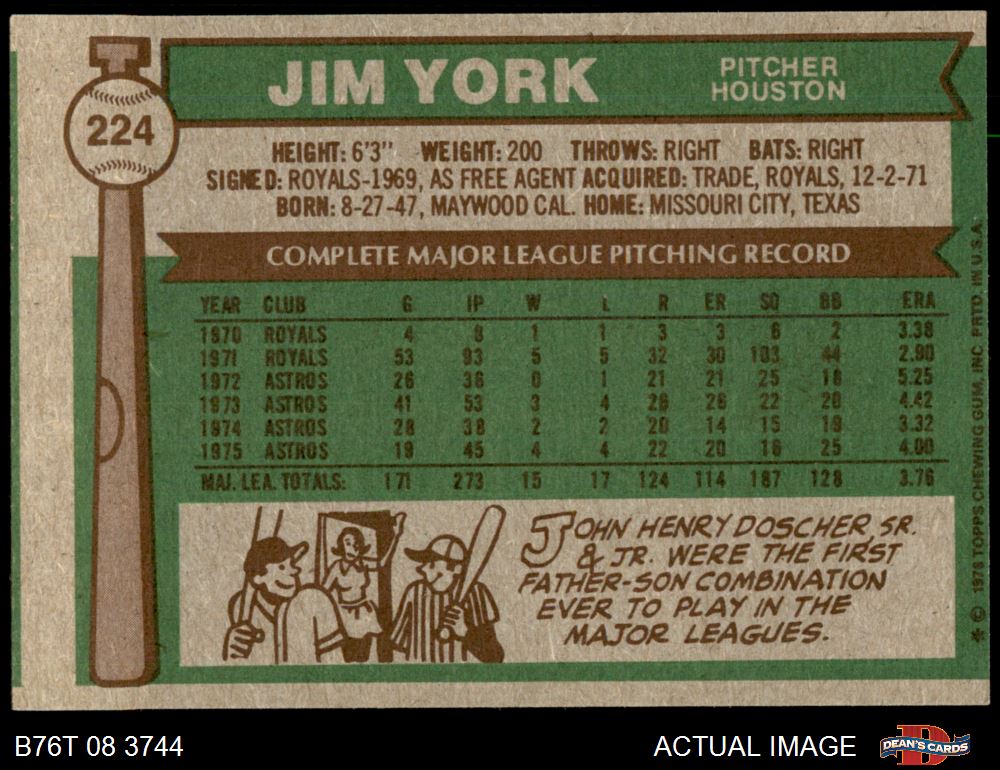 224
JIM YORK
PITCHER
HOUSTON
HEIGHT: 6'3" WEIGHT: 200 THROWS: RIGHT BATS: RIGHT
SIGNED: ROYALS-1969, AS FREE AGENT ACQUIRED: TRADE, ROYALS, 12-2-71
BORN: 8-27-47, MAYWOOD CAL. HOME: MISSOURI CITY, TEXAS
COMPLETE MAJOR LEAGUE PITCHING RECORD
YEAR CLUB G IP W L R ER SO BB ERA
1970 ROYALS 4 8 1 1 3 3 6 2 3.38
1971 ROYALS 53 93 5 5 32 30 103 44 2.90
1972 ASTROS 26 36 0 1 21 21 25 18 5.25
1973 ASTROS 41 53 3 4 28 26 22 20 4.42
1974 ASTROS 28 38 2 2 20 14 15 19 3.32
1975 ASTROS 19 45 4 4 22 20 16 25 4.00
MAJ. LEA. TOTALS: 171 273 15 17 124 114 187 128 3.76
JOHN HENRY DOSCHER, SR.
& JR. WERE THE FIRST
FATHER-SON COMBINATION
EVER TO PLAY IN THE
MAJOR LEAGUES.
* © 1976 TOPPS CHEWING GUM, INC. PRTD. IN U.S.A.
B76T 08 3744
ACTUAL IMAGE
D
DEAN'S CARDS